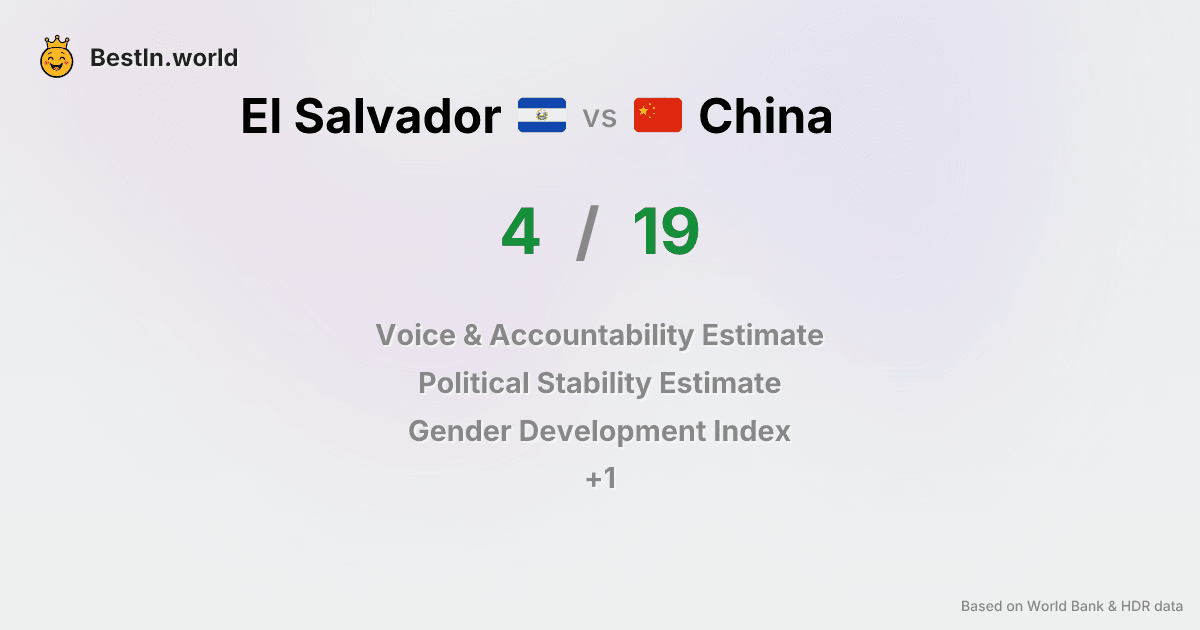 BestIn.world
El Salvador vs China
4 / 19
Voice & Accountability Estimate
Political Stability Estimate
Gender Development Index
+1
Based on World Bank & HDR data